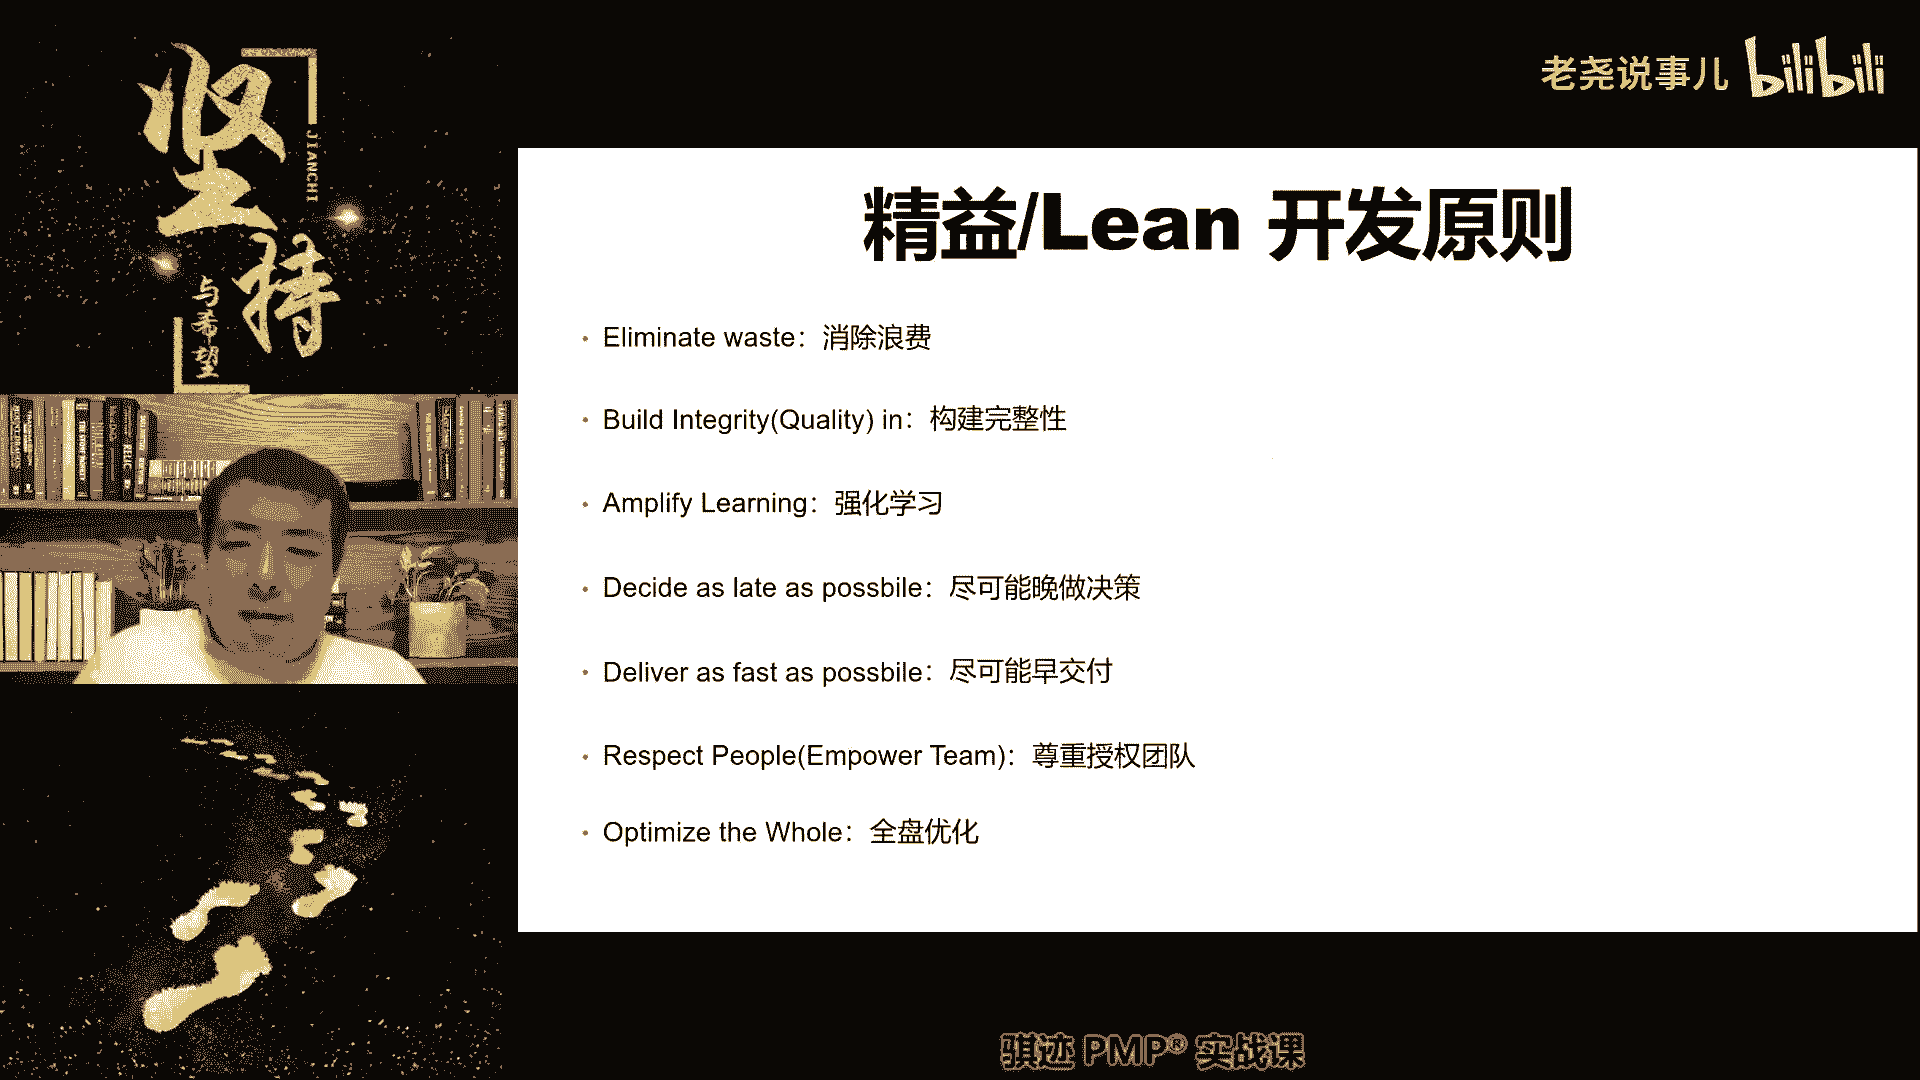 坚持
JIANCHI
与希望
老尧说事儿 bilibili
精益/Lean 开发原则
• Eliminate waste：消除浪费
• Build Integrity(Quality) in：构建完整性
• Amplify Learning：强化学习
• Decide as late as possbile：尽可能晚做决策
• Deliver as fast as possbile：尽可能早交付
• Respect People(Empower Team)：尊重授权团队
• Optimize the Whole：全盘优化
骐迹 PMP® 实战课